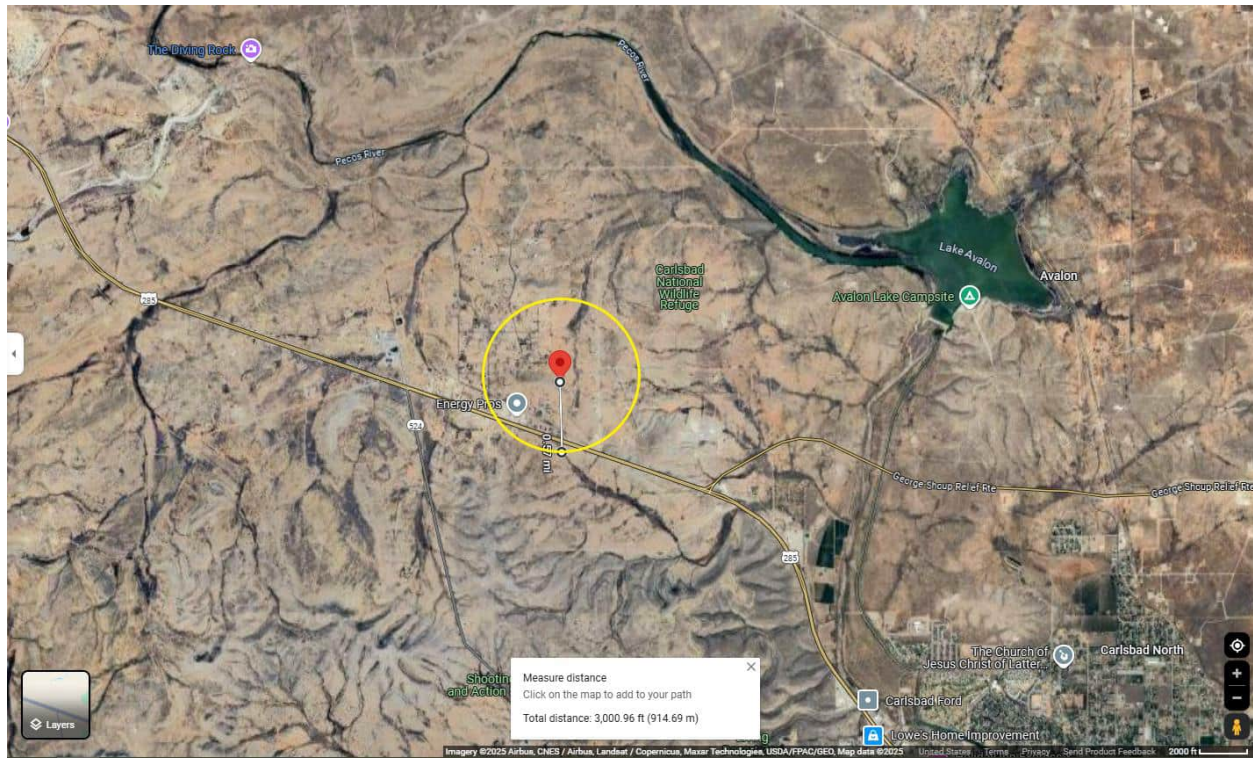 The Diving Rock
Pecos River
Pecos River
285
Carlsbad
National
Wildlife
Refuge
Lake Avalon
Avalon
Avalon Lake Campsite
Energy Pros
524
0.57 mi
George Shoup Relief Rte
George Shoup Relief Rte
285
The Church of
Jesus Christ of Latter...
Carlsbad North
Shootin
and Action
Carlsbad Ford
Lowe's Home Improvement
Layers
Measure distance
Click on the map to add to your path
Total distance: 3,000.96 ft (914.69 m)
Imagery ©2025 Airbus, CNES / Airbus, Landsat / Copernicus, Maxar Technologies, USDA/FPAC/GEO, Map data ©2025 United States Terms Privacy Send Product Feedback 2000 ft